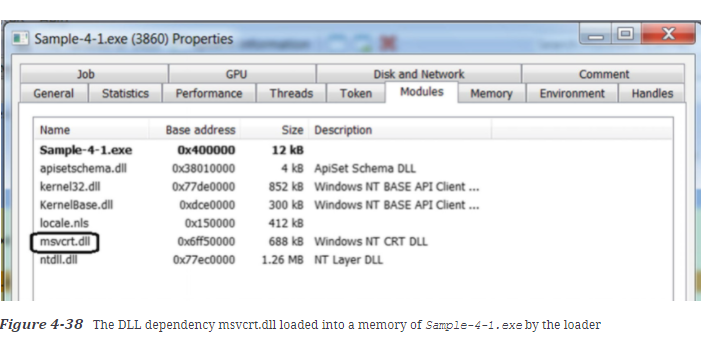 Sample-4-1.exe (3860) Properties
Job GPU Disk and Network Comment
General Statistics Performance Threads Token Modules Memory Environment Handles
Name Base address Size Description
Sample-4-1.exe 0x400000 12 kB
apisetschema.dll 0x38010000 4 kB ApiSet Schema DLL
kernel32.dll 0x77de0000 852 kB Windows NT BASE API Client ...
KernelBase.dll 0xdce0000 300 kB Windows NT BASE API Client ...
locale.nls 0x150000 412 kB
msvcrt.dll 0x6ff50000 688 kB Windows NT CRT DLL
ntdll.dll 0x77ec0000 1.26 MB NT Layer DLL
Figure 4-38 The DLL dependency msvcrt.dll loaded into a memory of Sample-4-1.exe by the loader